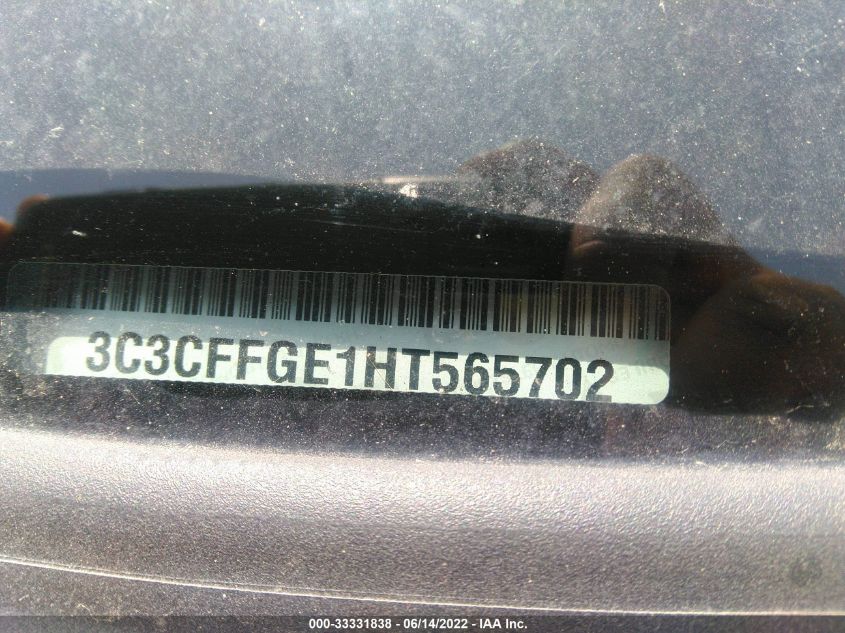 3C3CFFGE1HT565702
000-33331838 - 06/14/2022 - IAA Inc.